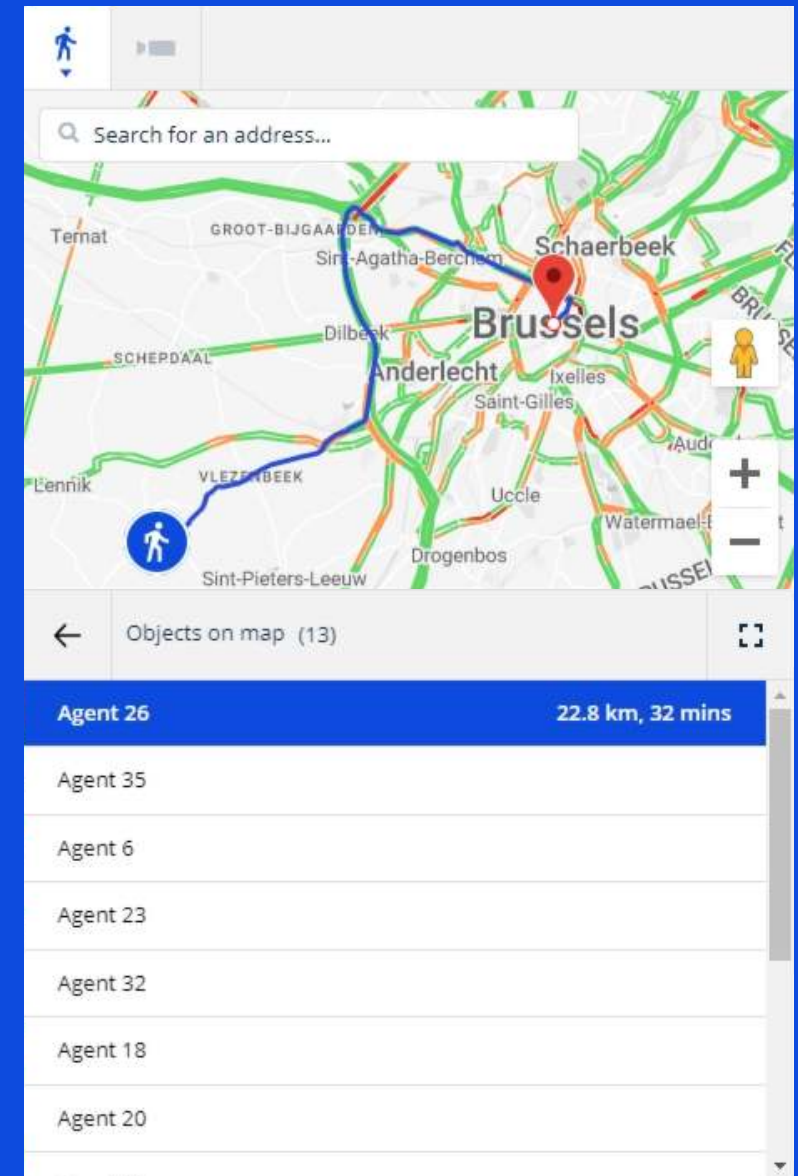 Search for an address...
Ternat
GROOT-BIJGAARDEN
Sint-Agatha-Berchem
Schaerbeek
Brussels
Dilbeek
SCHEPDAAL
Anderlecht
Ixelles
Saint-Gilles
Lennik
VLEZENBEEK
Uccle
Drogenbos
Sint-Pieters-Leeuw
Objects on map (13)
Agent 26 22.8 km, 32 mins
Agent 35
Agent 6
Agent 23
Agent 32
Agent 18
Agent 20